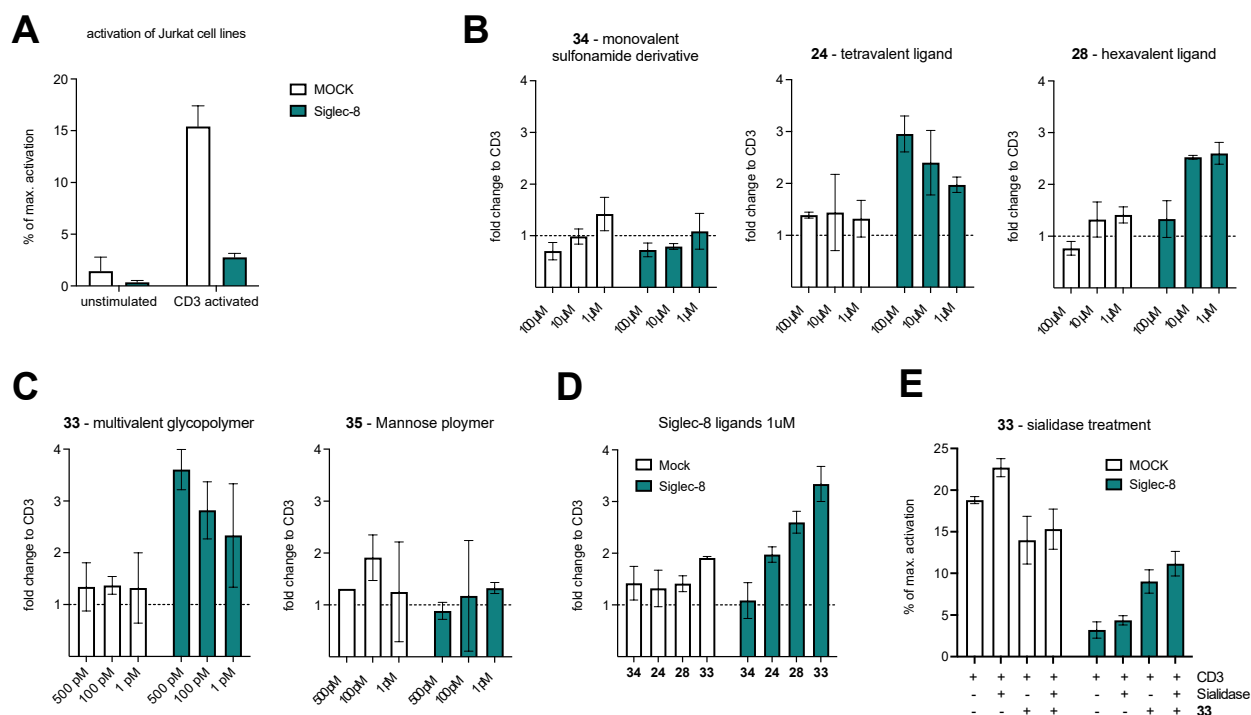 A
activation of Jurkat cell lines
% of max. activation
20
15
10
5
0
unstimulated
CD3 activated
MOCK
Siglec-8
B
34 - monovalent
sulfonamide derivative
fold change to CD3
4
3
2
1
100µM
10µM
1µM
100µM
10µM
1µM
24 - tetravalent ligand
fold change to CD3
4
3
2
1
100µM
10µM
1µM
100µM
10µM
1µM
28 - hexavalent ligand
fold change to CD3
4
3
2
1
100µM
10µM
1µM
100µM
10µM
1µM
C
33 - multivalent glycopolymer
fold change to CD3
4
3
2
1
500 pM
100 pM
1 pM
500 pM
100 pM
1 pM
35 - Mannose ploymer
fold change to CD3
4
3
2
1
500pM
100pM
1pM
500pM
100pM
1pM
D
Siglec-8 ligands 1uM
fold change to CD3
4
3
2
1
Mock
Siglec-8
34 24 28 33 34 24 28 33
E
33 - sialidase treatment
% of max. activation
25
20
15
10
5
0
MOCK
Siglec-8
+ + + + + + + + CD3
- + - + - + - + Sialidase
- - + + - - + + 33